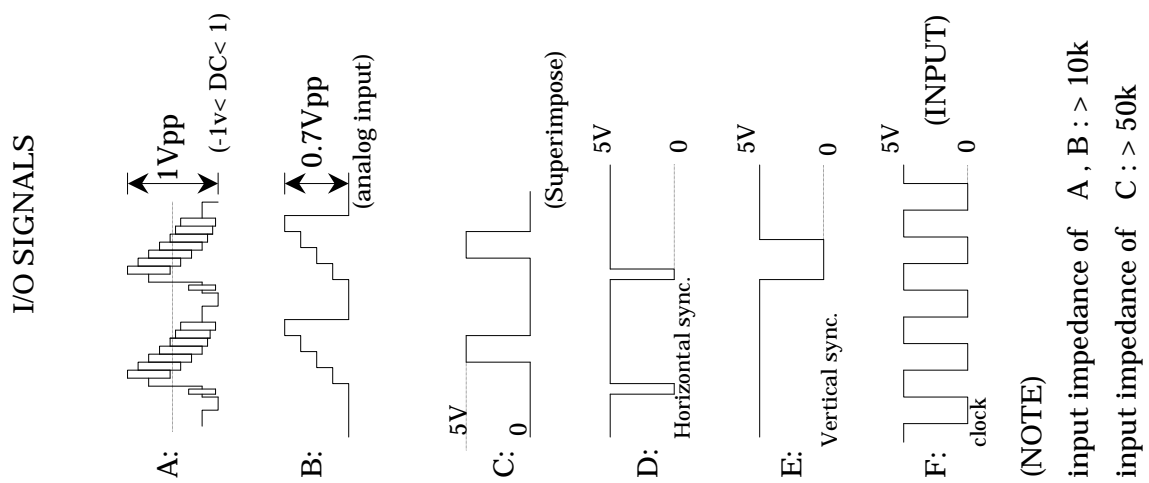 I/O SIGNALS
A:
1Vpp
(-1v< DC< 1)
B:
0.7Vpp
(analog input)
C:
5V
0
(Superimpose)
D:
Horizontal sync.
5V
0
E:
Vertical sync.
5V
0
F:
clock
5V
0
(INPUT)
(NOTE)
input impedance of A , B : > 10k
input impedance of C : > 50k